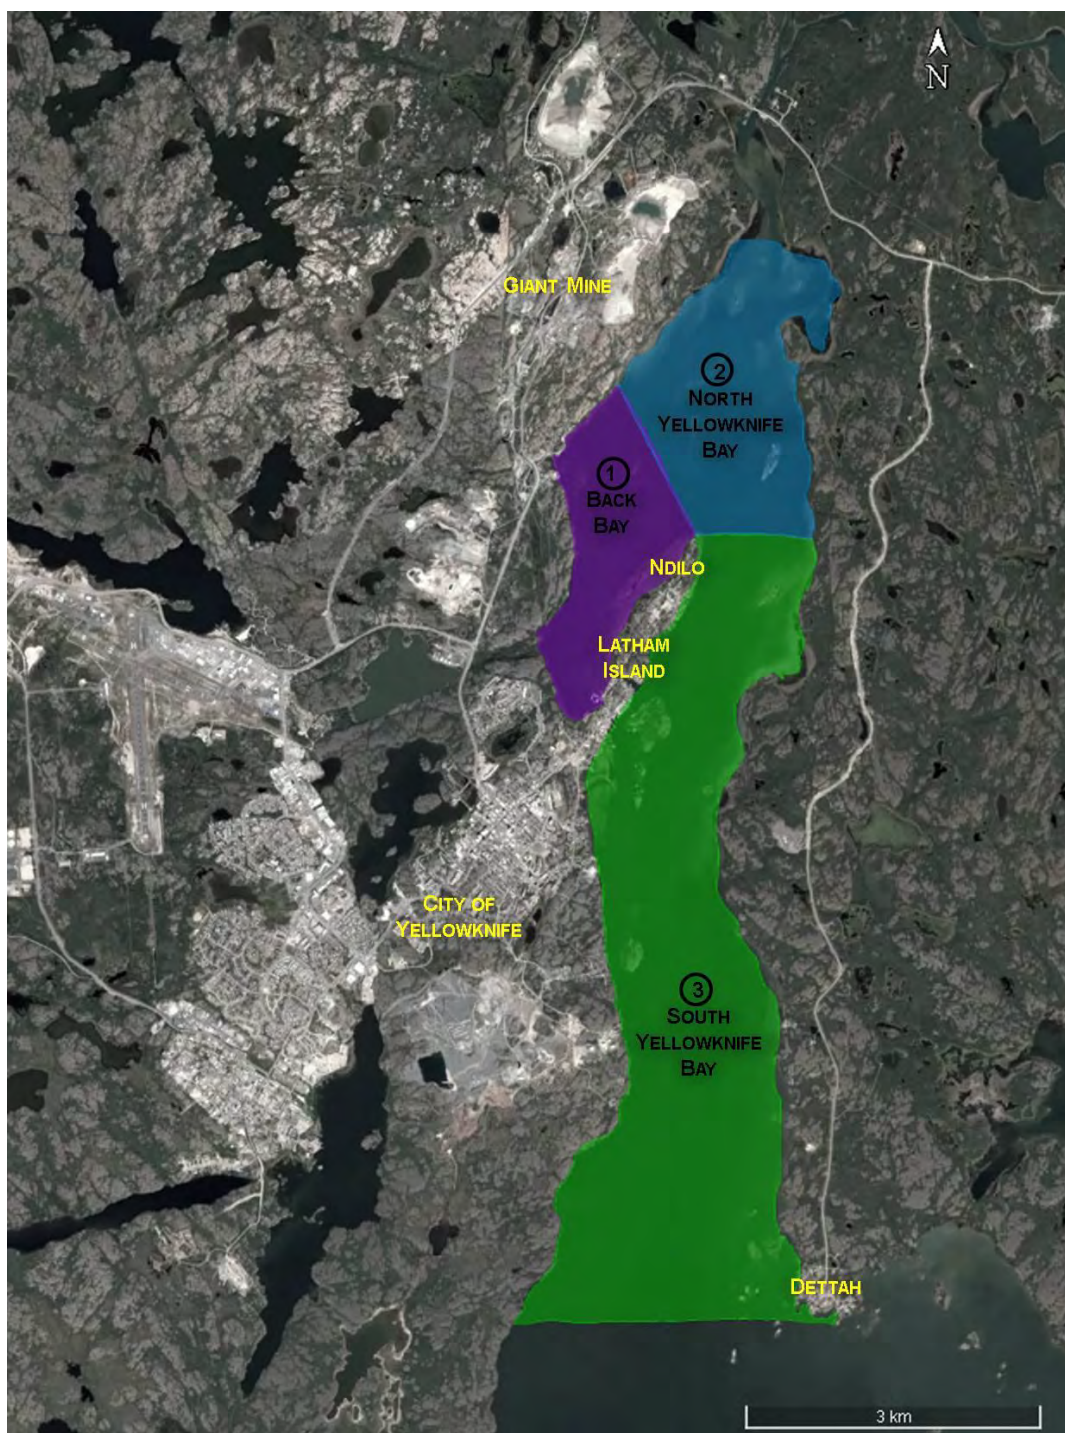 N
GIANT MINE
2
NORTH
YELLOWKNIFE
BAY
1
BACK
BAY
NDILO
LATHAM
ISLAND
CITY OF
YELLOWKNIFE
3
SOUTH
YELLOWKNIFE
BAY
DETTAH
3 km